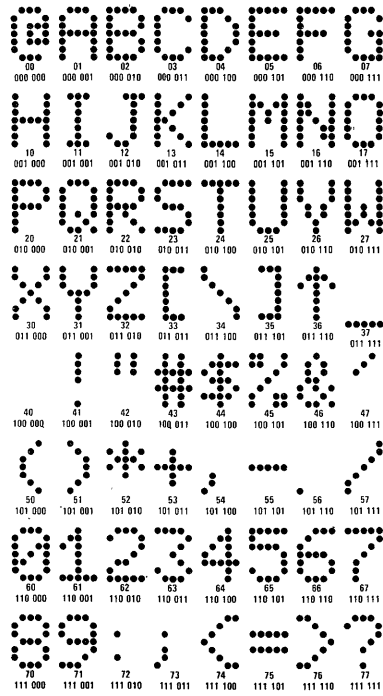 @ A B C D E F G
00 01 02 03 04 05 06 07
000 000 000 001 000 010 000 011 000 100 000 101 000 110 000 111
H I J K L M N O
10 11 12 13 14 15 16 17
001 000 001 001 001 010 001 011 001 100 001 101 001 110 001 111
P Q R S T U V W
20 21 22 23 24 25 26 27
010 000 010 001 010 010 010 011 010 100 010 101 010 110 010 111
X Y Z [ \ ] ↑ _
30 31 32 33 34 35 36 37
011 000 011 001 011 010 011 011 011 100 011 101 011 110 011 111
! " # $ % & '
40 41 42 43 44 45 46 47
100 000 100 001 100 010 100 011 100 100 100 101 100 110 100 111
( ) * + , - . /
50 51 52 53 54 55 56 57
101 000 101 001 101 010 101 011 101 100 101 101 101 110 101 111
0 1 2 3 4 5 6 7
60 61 62 63 64 65 66 67
110 000 110 001 110 010 110 011 110 100 110 101 110 110 110 111
8 9 : ; < = > ?
70 71 72 73 74 75 76 77
111 000 111 001 111 010 111 011 111 100 111 101 111 110 111 111